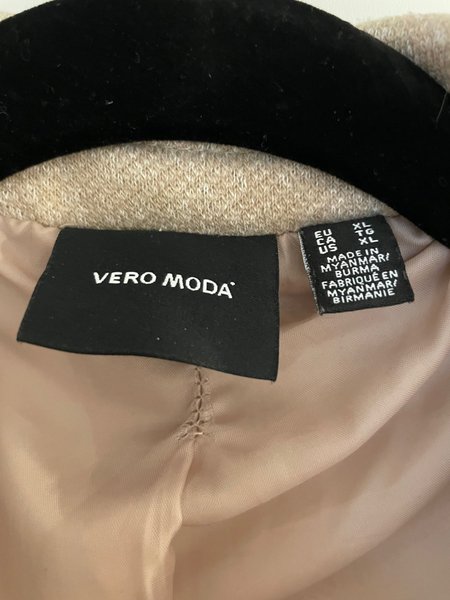 VERO MODA
EU XL
CA TG
US XL
MADE IN
MYANMAR/
BURMA
FABRIQUÉ EN
MYANMAR/
BIRMANIE